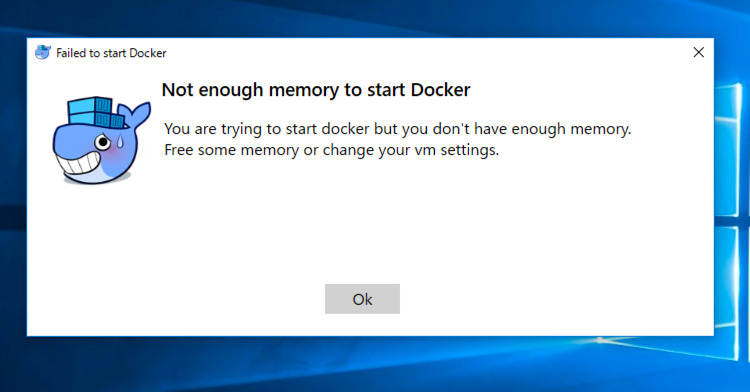 Failed to start Docker
Not enough memory to start Docker
You are trying to start docker but you don't have enough memory.
Free some memory or change your vm settings.
Ok